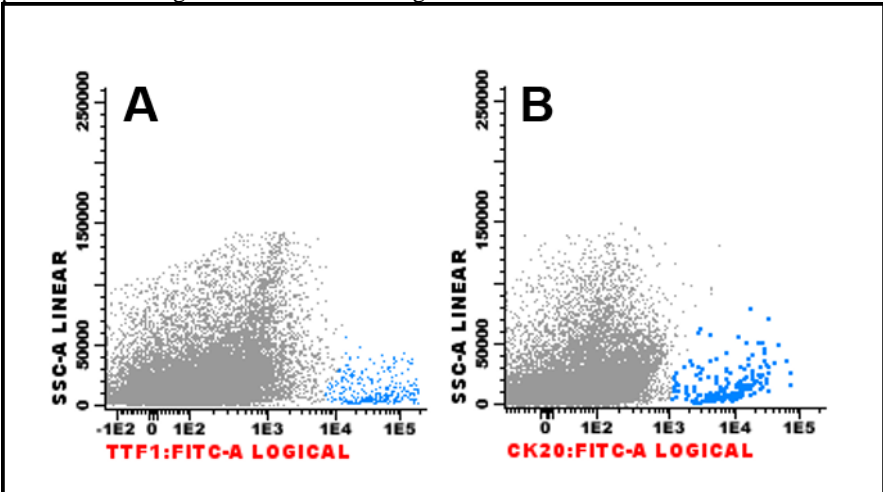 A
B
SSC-A LINEAR
250000
150000
50000
0
-1E2 0 1E2 1E3 1E4 1E5
TTF1:FITC-A LOGICAL
SSC-A LINEAR
250000
150000
50000
0
0 1E2 1E3 1E4 1E5
CK20:FITC-A LOGICAL